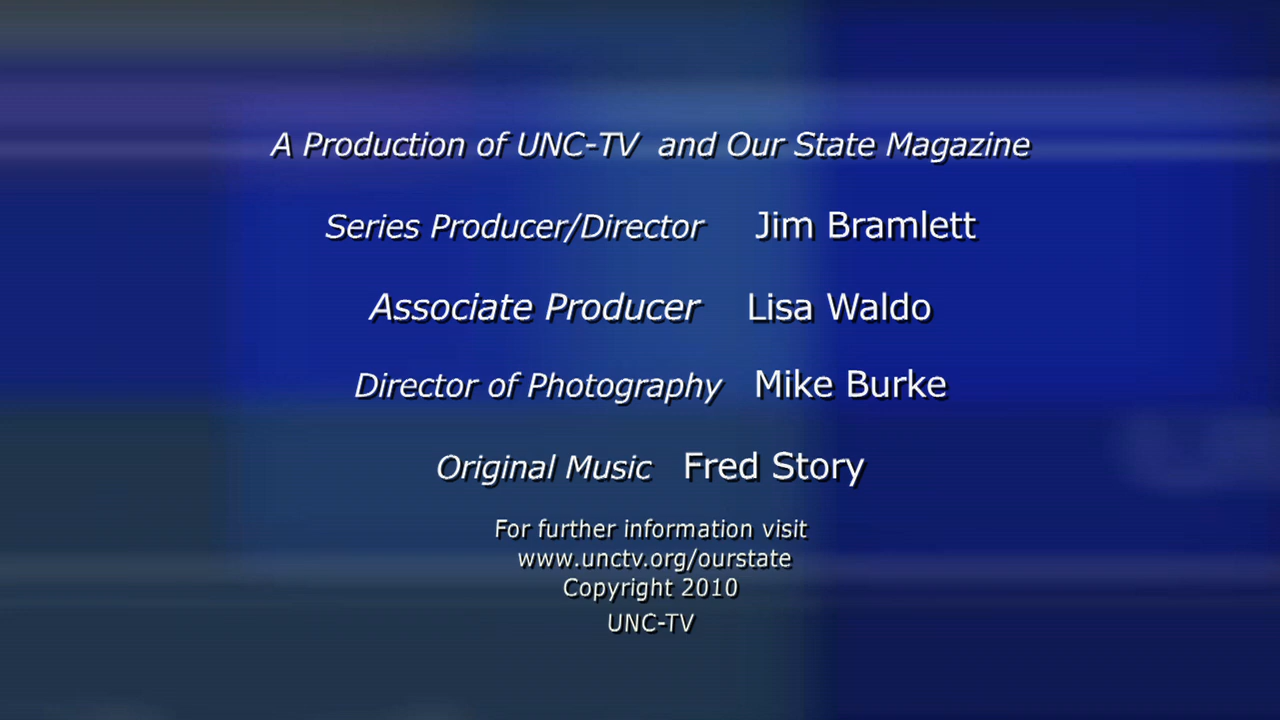 A Production of UNC-TV and Our State Magazine
Series Producer/Director Jim Bramlett
Associate Producer Lisa Waldo
Director of Photography Mike Burke
Original Music Fred Story
For further information visit
www.unctv.org/ourstate
Copyright 2010
UNC-TV